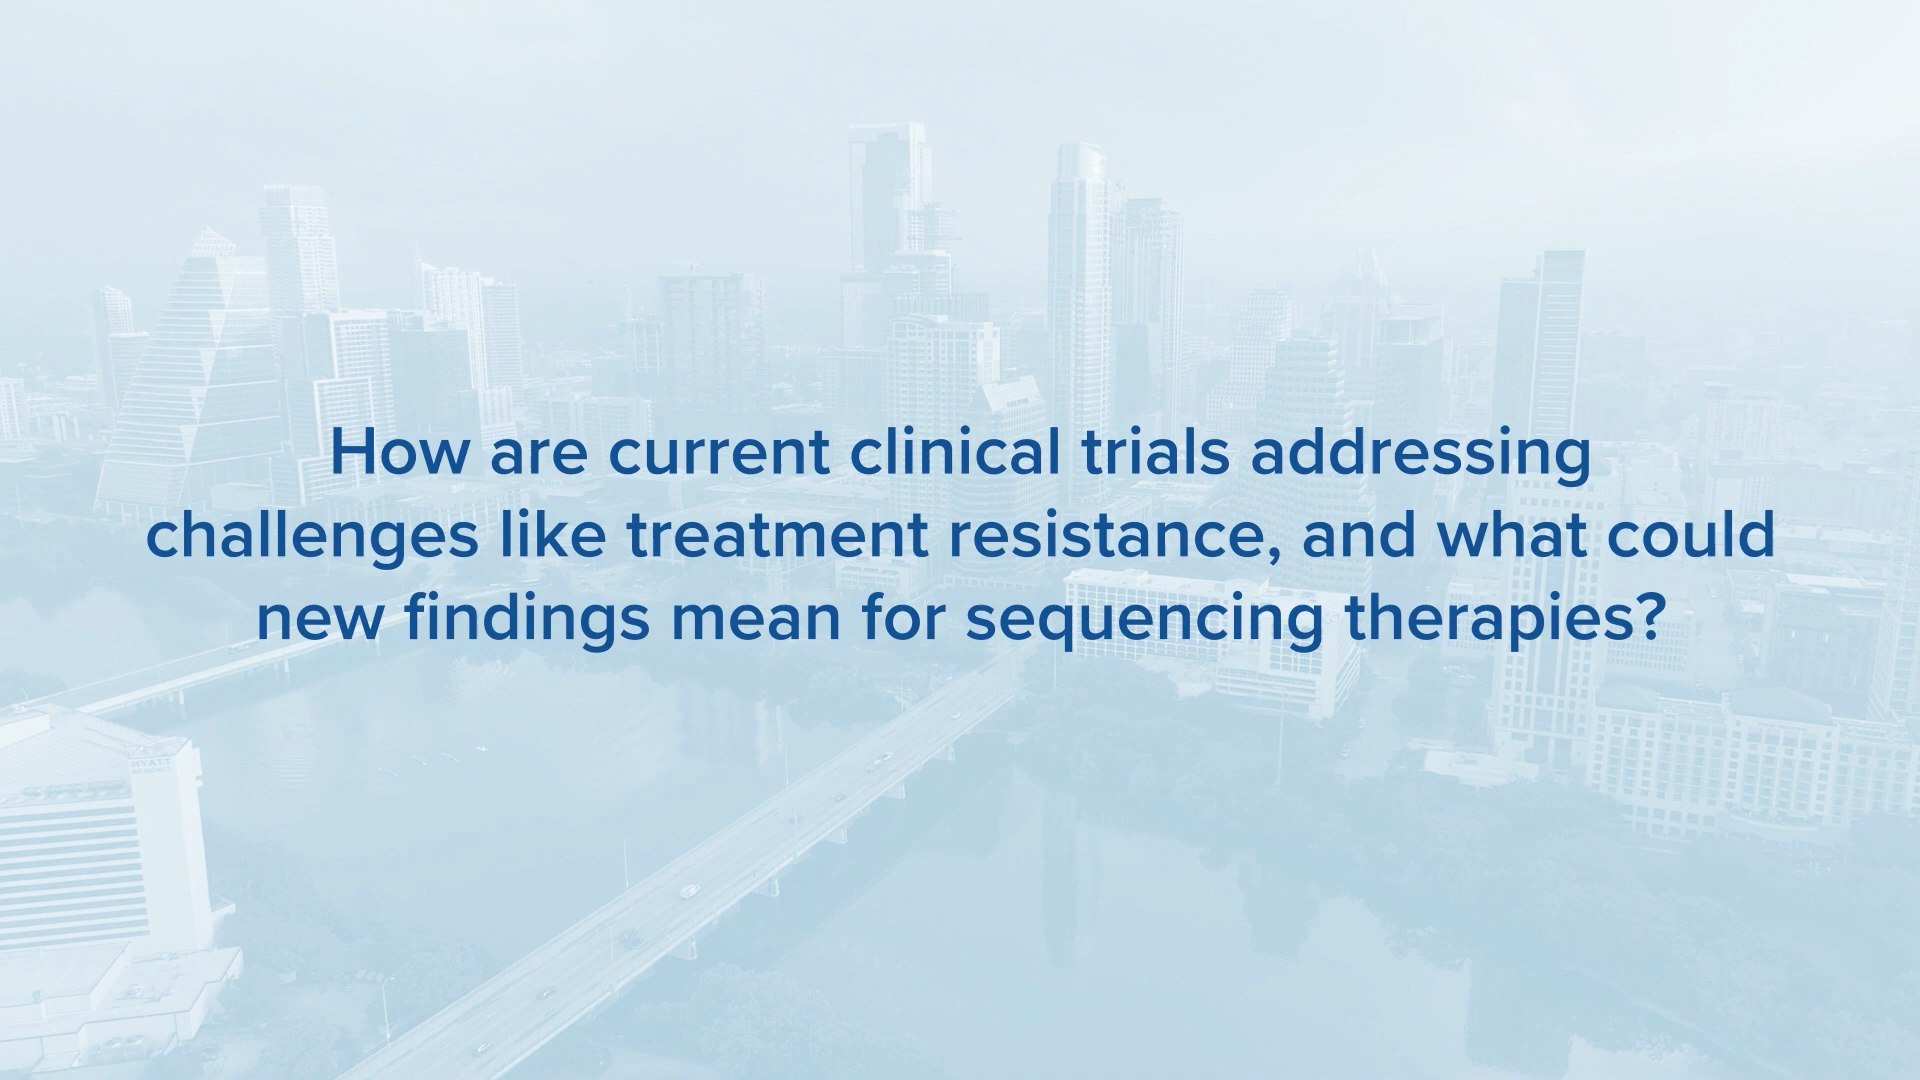 How are current clinical trials addressing
challenges like treatment resistance, and what could
new findings mean for sequencing therapies?
HYATT